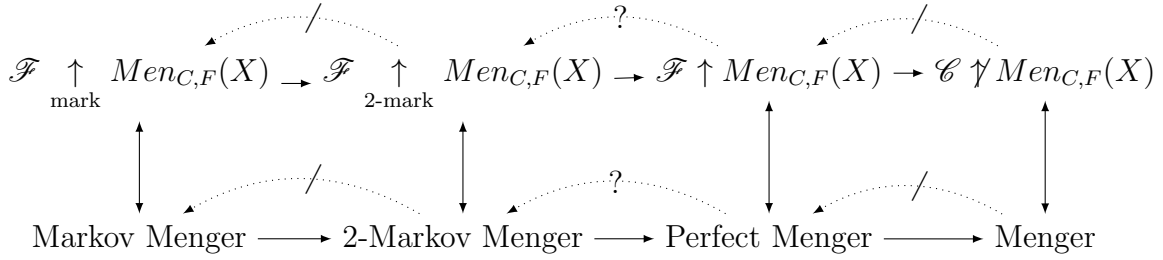 ?
ℱ ↑ Men_{C,F}(X) → ℱ ↑ Men_{C,F}(X) → ℱ ↑ Men_{C,F}(X) → 𝒞 ↑̸ Men_{C,F}(X)
mark 2-mark
?
Markov Menger → 2-Markov Menger → Perfect Menger → Menger